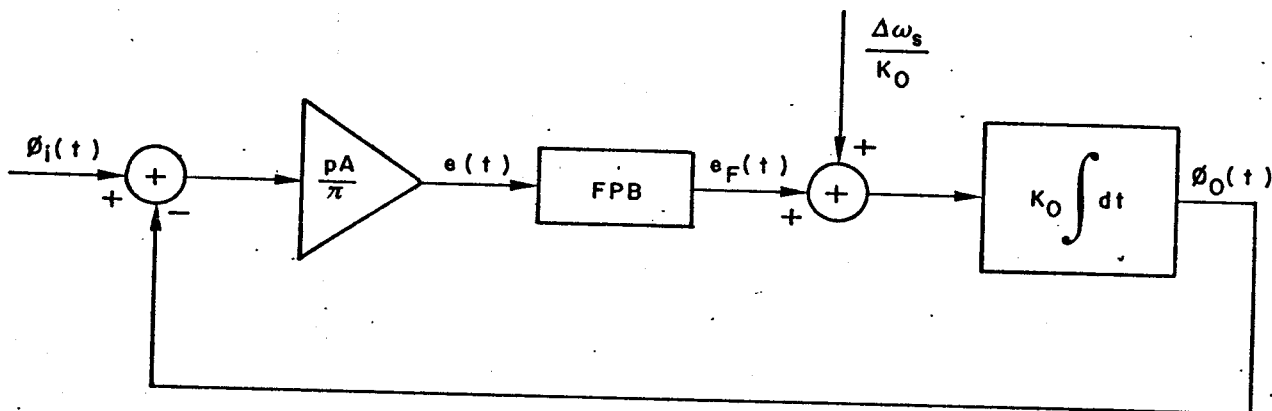 Δω_s
K_O
+
ø_i(t)
+
+
−
pA
π
e(t)
FPB
e_F(t)
+
+
K_O ∫ dt
ø_O(t)